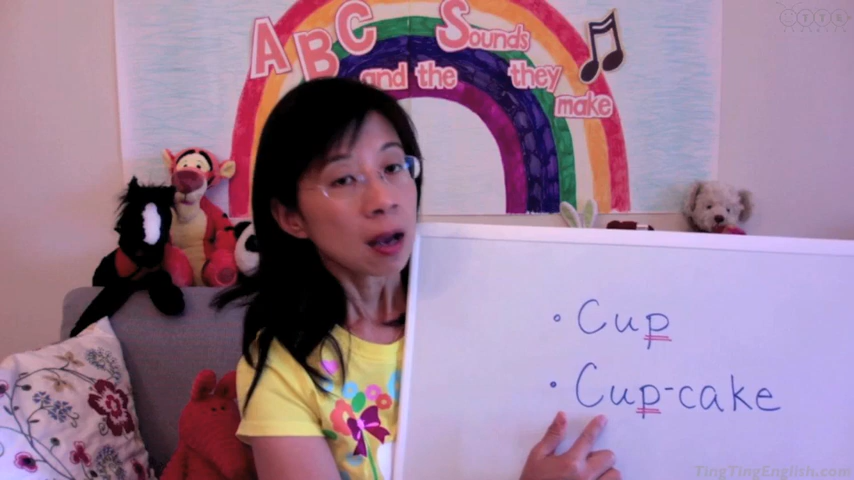 ABC Sounds
and the they
make
• Cup
• Cup-cake
TingTingEnglish.com